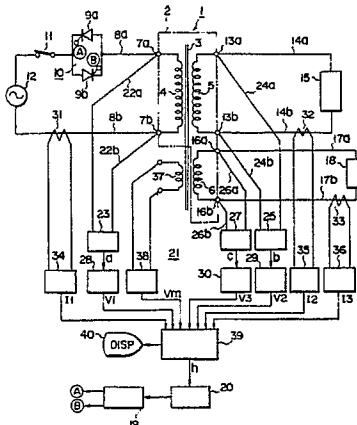 9a
2
1
8a
7a
3
13a
14a
11
A
B
10
9b
12
22a
4
5
24a
15
31
8b
7b
13b
14b
32
16a
17a
22b
24b
18
37
26a
6
17b
33
23
21
16b
26b
27
25
34
a
28
38
c
29
b
35
36
30
I1
V1
Vm
V3
V2
I2
I3
40
DISP
39
h
A
B
20
19